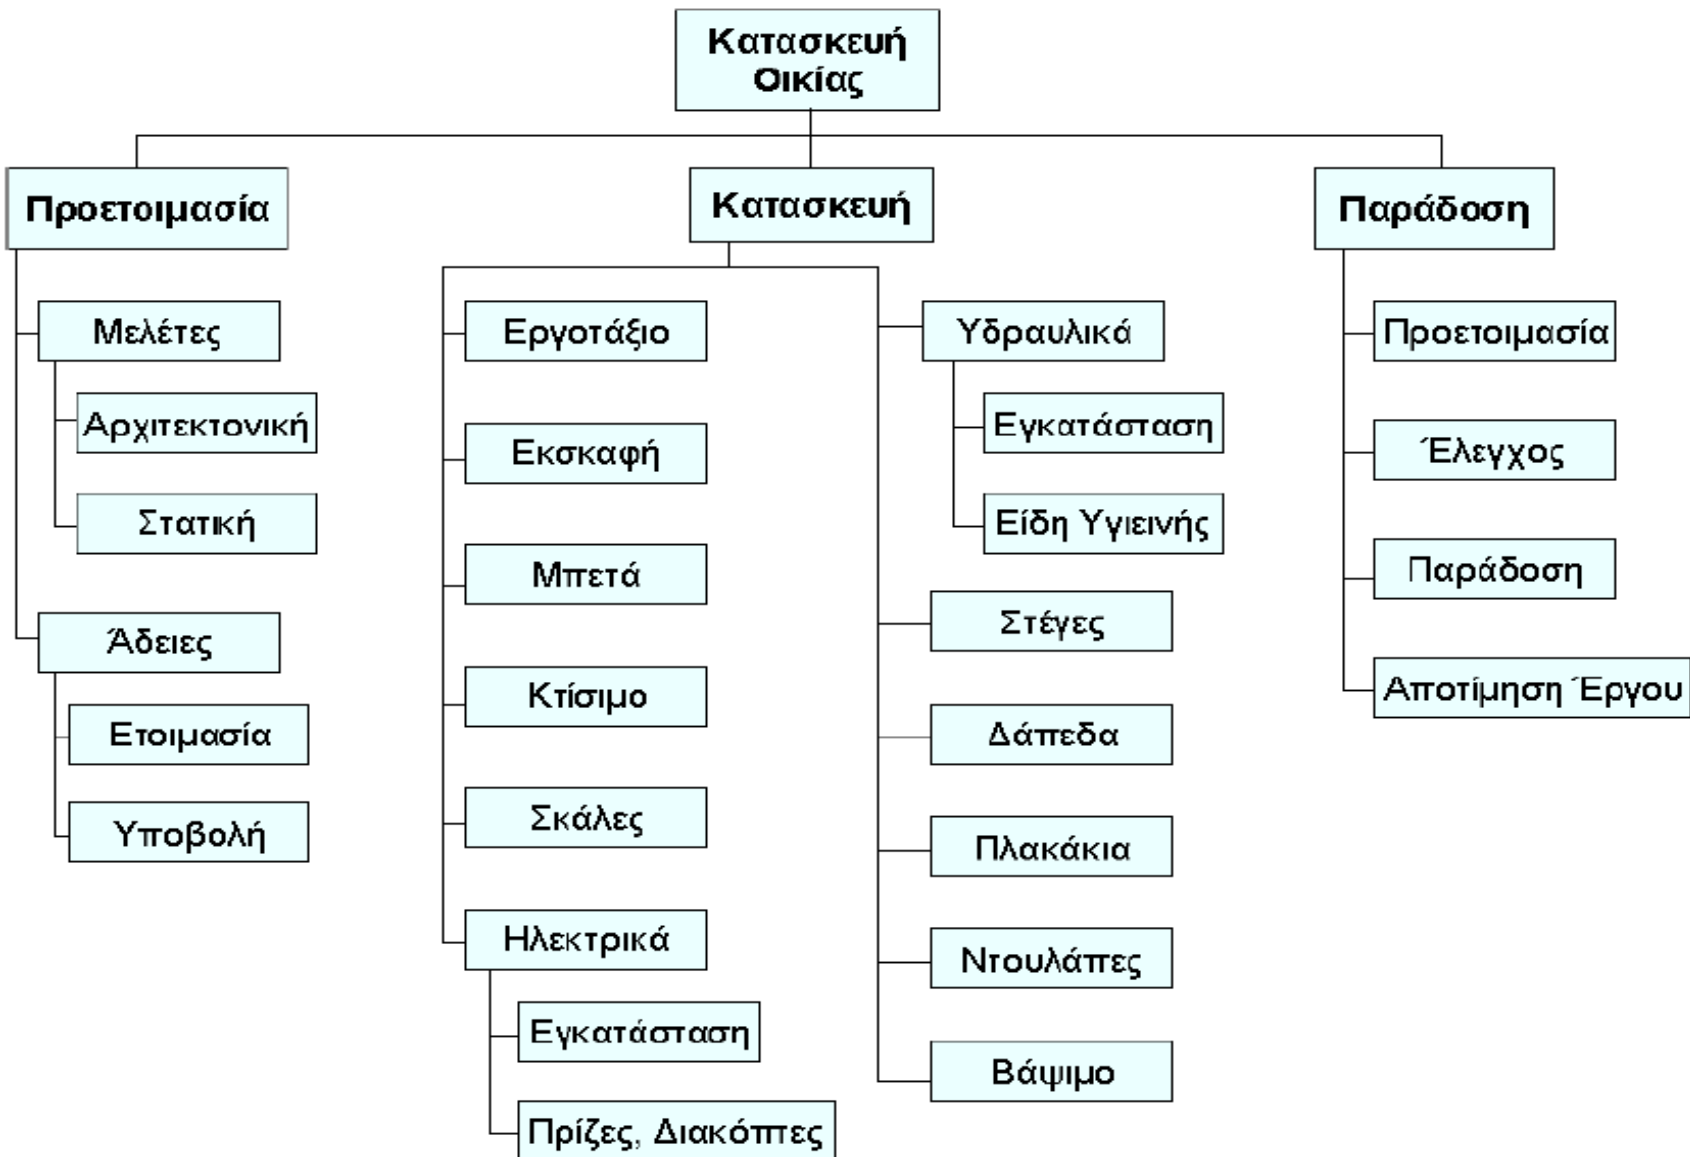 Κατασκευή
Οικίας
Προετοιμασία
Μελέτες
Αρχιτεκτονική
Στατική
Άδειες
Ετοιμασία
Υποβολή
Κατασκευή
Εργοτάξιο
Εκσκαφή
Μπετά
Κτίσιμο
Σκάλες
Ηλεκτρικά
Εγκατάσταση
Πρίζες, Διακόπτες
Υδραυλικά
Εγκατάσταση
Είδη Υγιεινής
Στέγες
Δάπεδα
Πλακάκια
Ντουλάπες
Βάψιμο
Παράδοση
Προετοιμασία
Έλεγχος
Παράδοση
Αποτίμηση Έργου